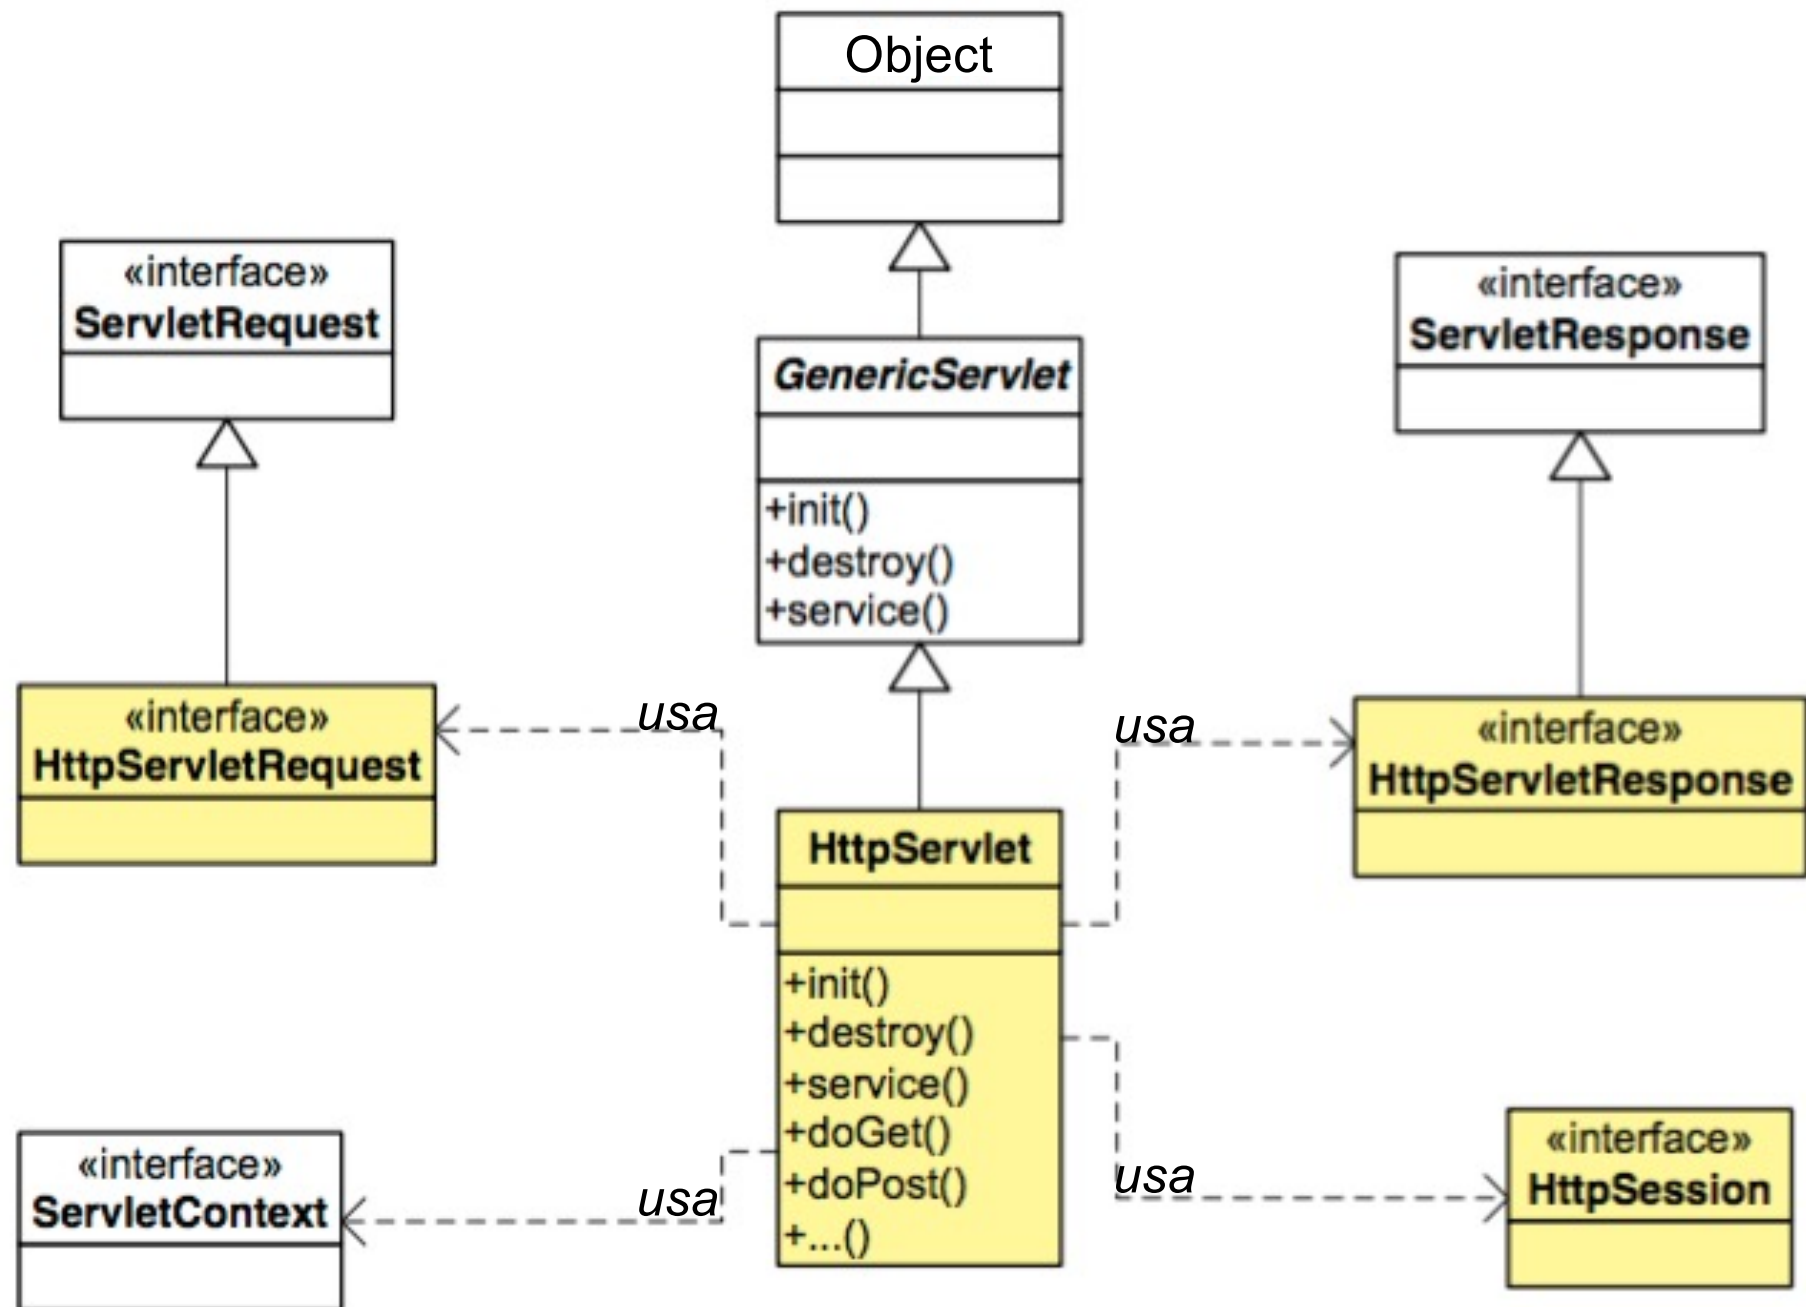 Object
«interface»
ServletRequest
«interface»
ServletResponse
GenericServlet
+init()
+destroy()
+service()
«interface»
HttpServletRequest
usa
usa
«interface»
HttpServletResponse
HttpServlet
+init()
+destroy()
+service()
+doGet()
+doPost()
+...()
«interface»
ServletContext
usa
usa
«interface»
HttpSession